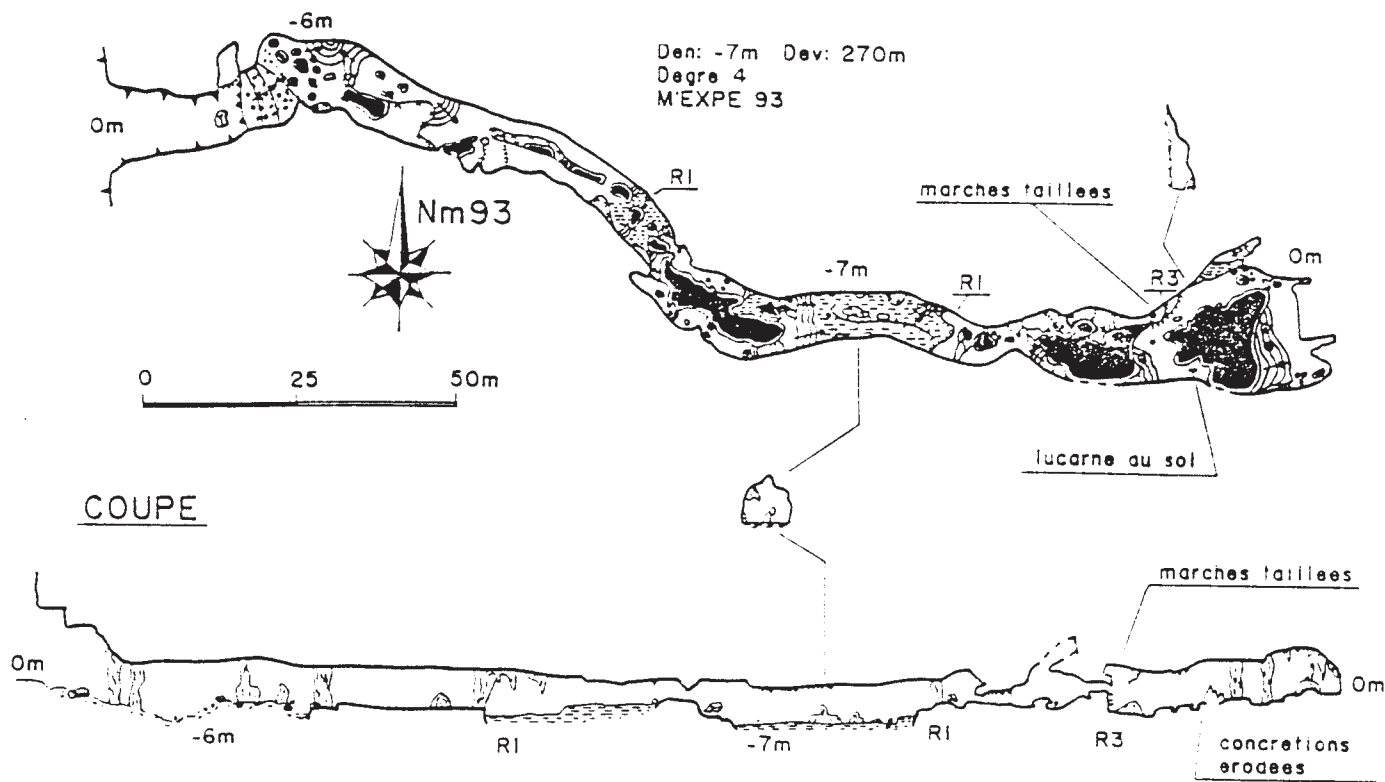 -6m
Den: -7m Dev: 270m
Degre 4
M'EXPE 93
0m
R1
marches taillees
Nm93
-7m
R1
R3
0m
0 25 50m
lucarne au sol
COUPE
marches taillees
0m
0m
-6m
R1
-7m
R1
R3
concretions
erodees